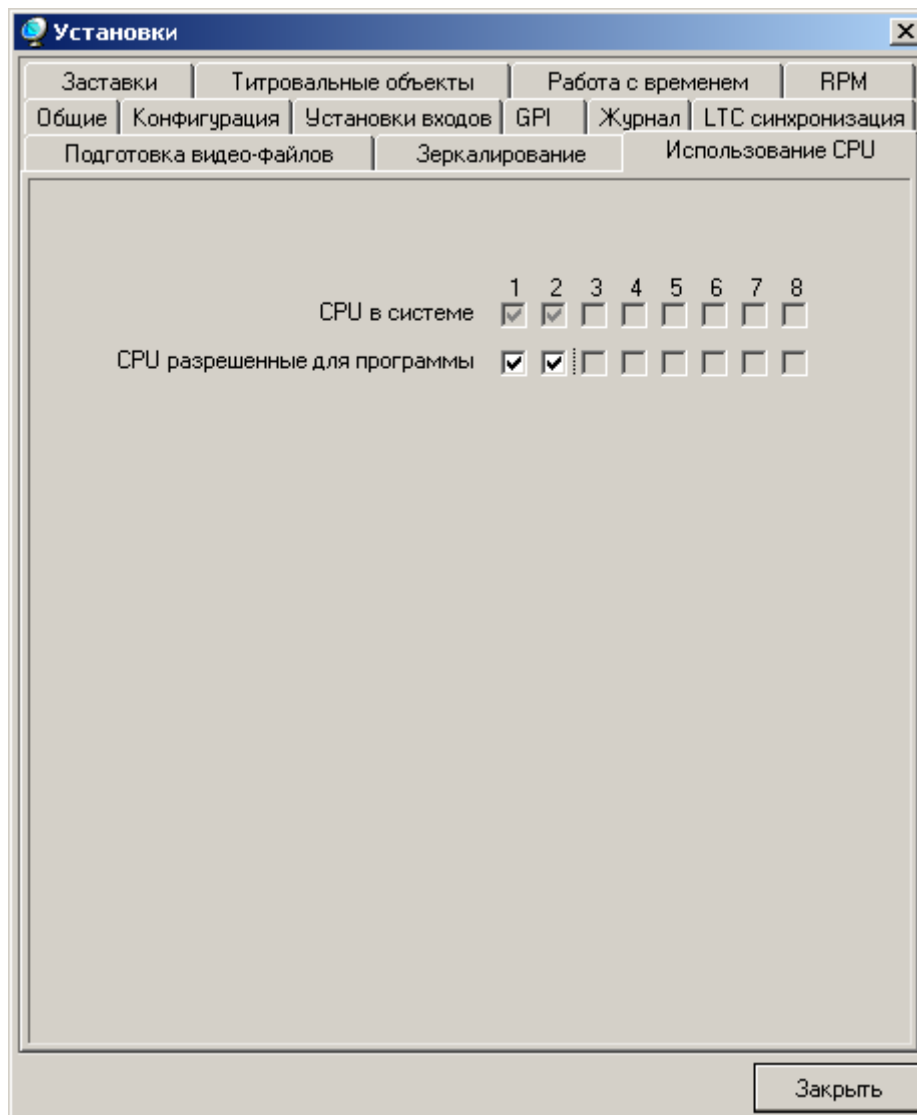 Установки
Заставки Титровальные объекты Работа с временем RPM
Общие Конфигурация Установки входов GPI Журнал LTC синхронизация
Подготовка видео-файлов Зеркалирование Использование CPU
1 2 3 4 5 6 7 8
CPU в системе
CPU разрешенные для программы
Закрыть